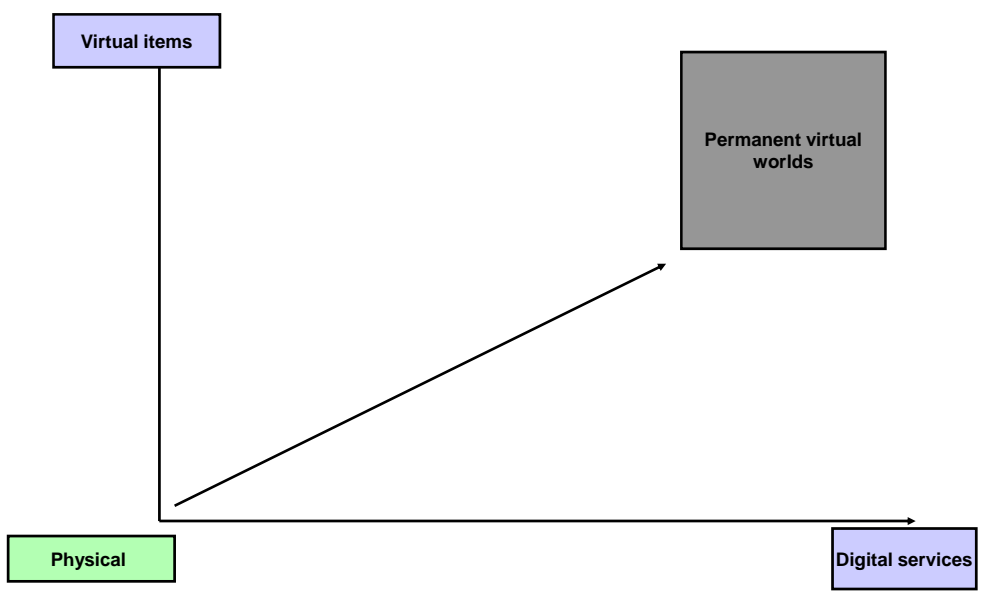 Virtual items
Permanent virtual
worlds
Physical
Digital services